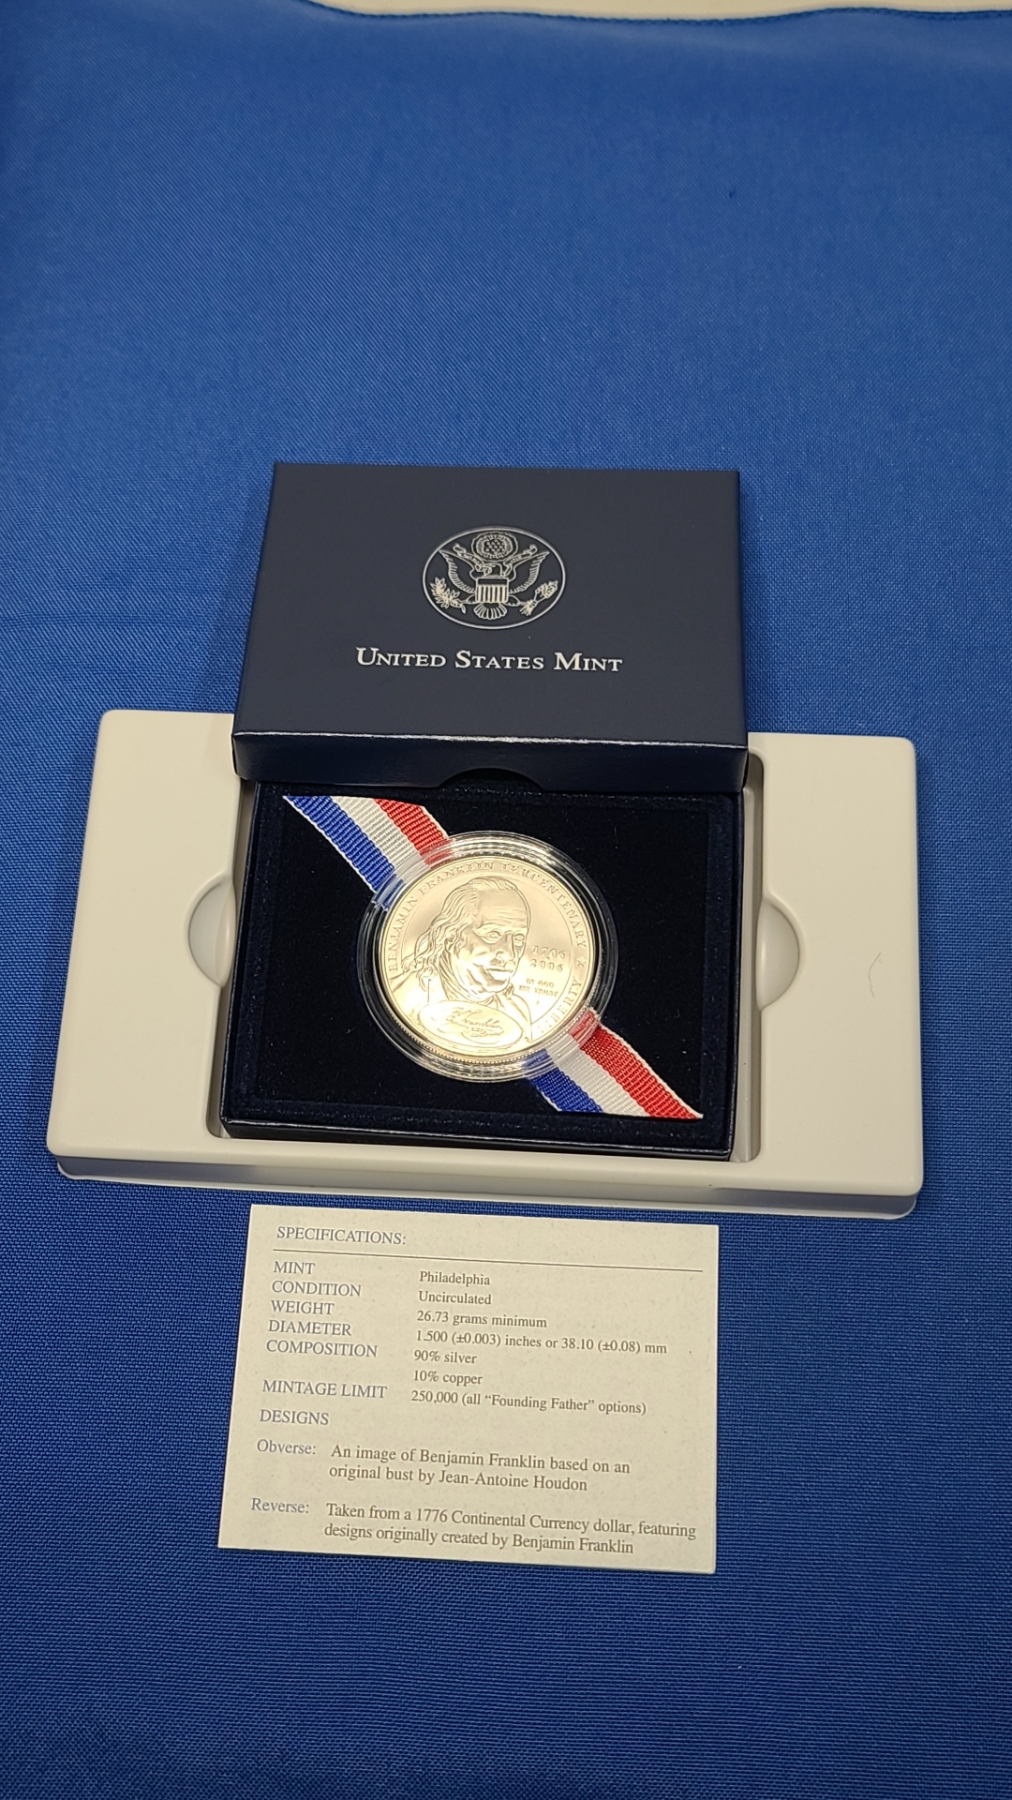 UNITED STATES MINT
BENJAMIN FRANKLIN TERCENTENARY ★ LIBERTY
1706
2006
IN GOD
WE TRUST
P
B Franklin
SPECIFICATIONS:
MINT Philadelphia
CONDITION Uncirculated
WEIGHT 26.73 grams minimum
DIAMETER 1.500 (±0.003) inches or 38.10 (±0.08) mm
COMPOSITION 90% silver
10% copper
MINTAGE LIMIT 250,000 (all “Founding Father” options)
DESIGNS
Obverse: An image of Benjamin Franklin based on an
original bust by Jean-Antoine Houdon
Reverse: Taken from a 1776 Continental Currency dollar, featuring
designs originally created by Benjamin Franklin